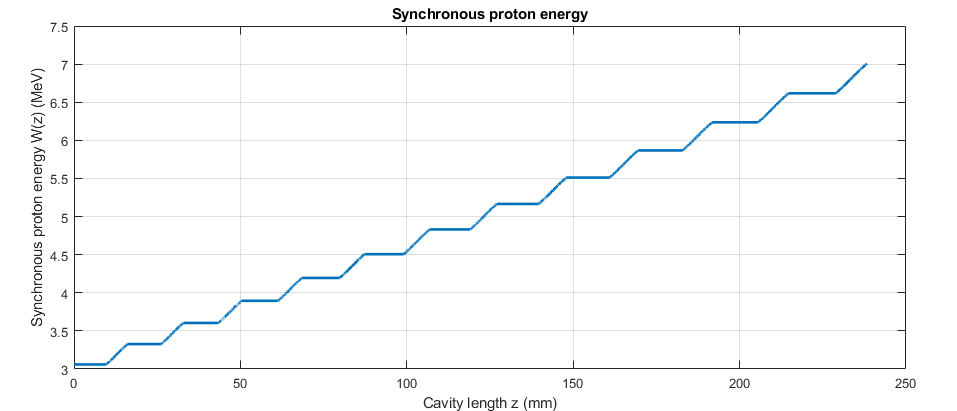 Synchronous proton energy
Synchronous proton energy W(z) (MeV)
7.5
7
6.5
6
5.5
5
4.5
4
3.5
3
0 50 100 150 200 250
Cavity length z (mm)